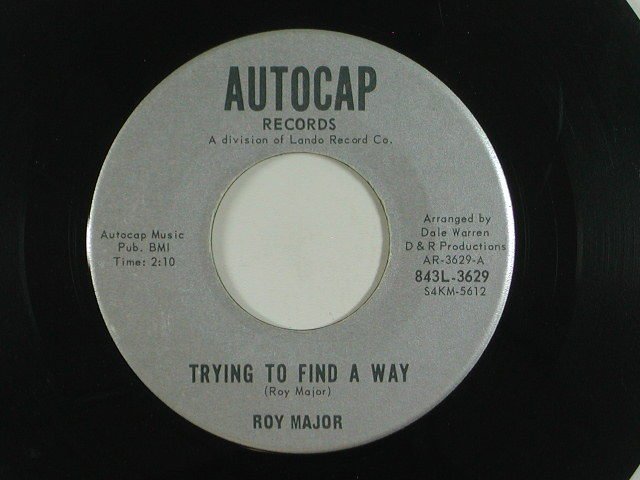 AUTOCAP
RECORDS
A division of Lando Record Co.
Autocap Music
Pub. BMI
Time: 2:10
Arranged by
Dale Warren
D & R Productions
AR-3629-A
843L-3629
S4KM-5612
TRYING TO FIND A WAY
(Roy Major)
ROY MAJOR